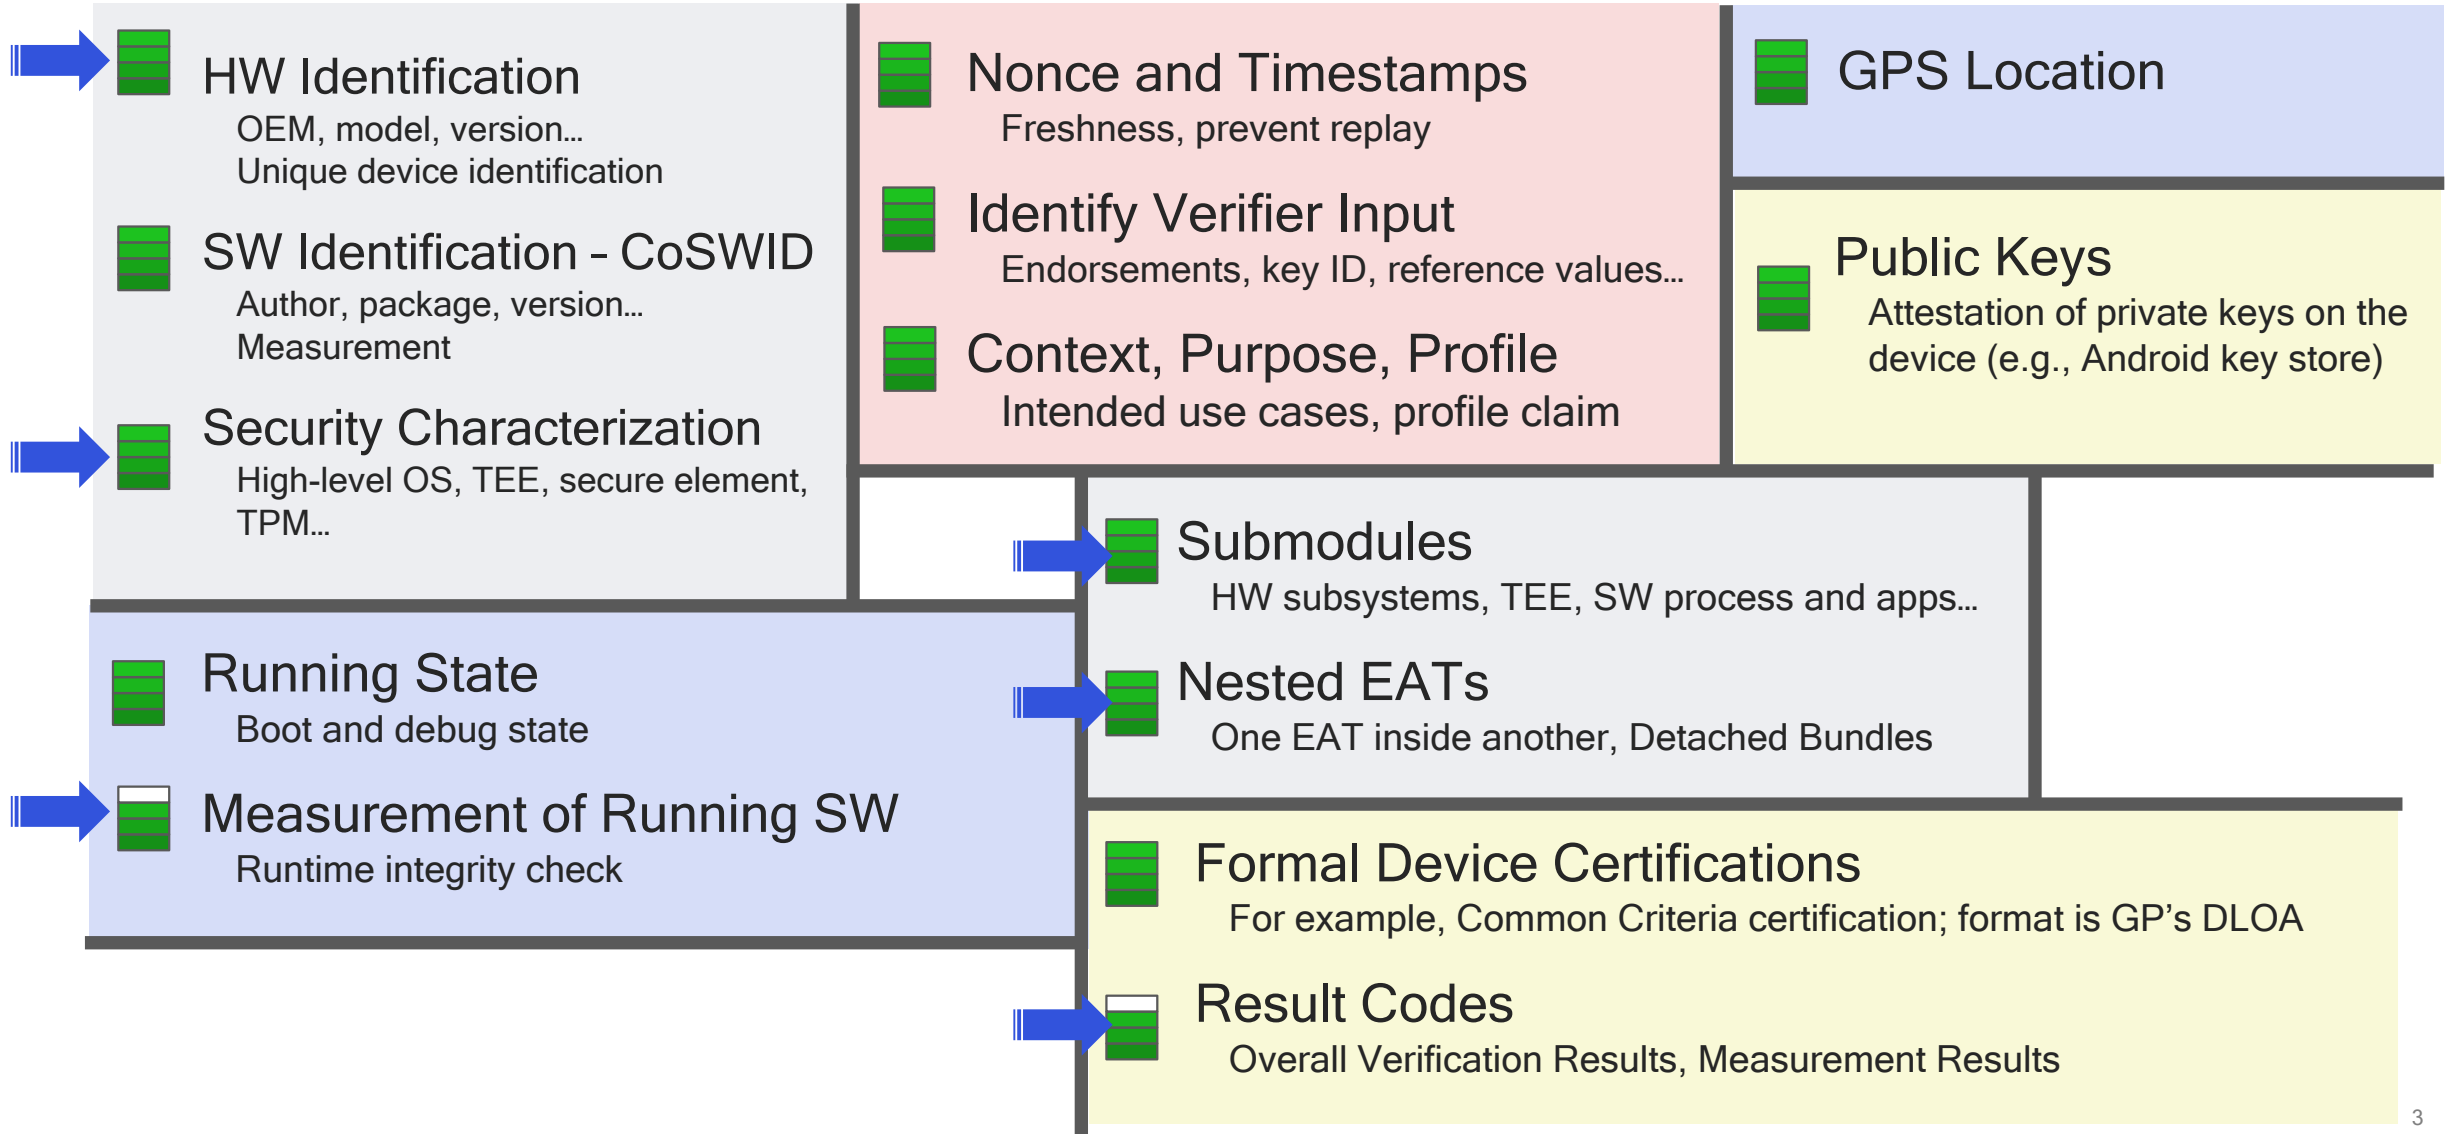 HW Identification
OEM, model, version…
Unique device identification
SW Identification - CoSWID
Author, package, version…
Measurement
Security Characterization
High-level OS, TEE, secure element,
TPM…
Nonce and Timestamps
Freshness, prevent replay
Identify Verifier Input
Endorsements, key ID, reference values…
Context, Purpose, Profile
Intended use cases, profile claim
GPS Location
Public Keys
Attestation of private keys on the
device (e.g., Android key store)
Running State
Boot and debug state
Measurement of Running SW
Runtime integrity check
Submodules
HW subsystems, TEE, SW process and apps…
Nested EATs
One EAT inside another, Detached Bundles
Formal Device Certifications
For example, Common Criteria certification; format is GP’s DLOA
Result Codes
Overall Verification Results, Measurement Results
3